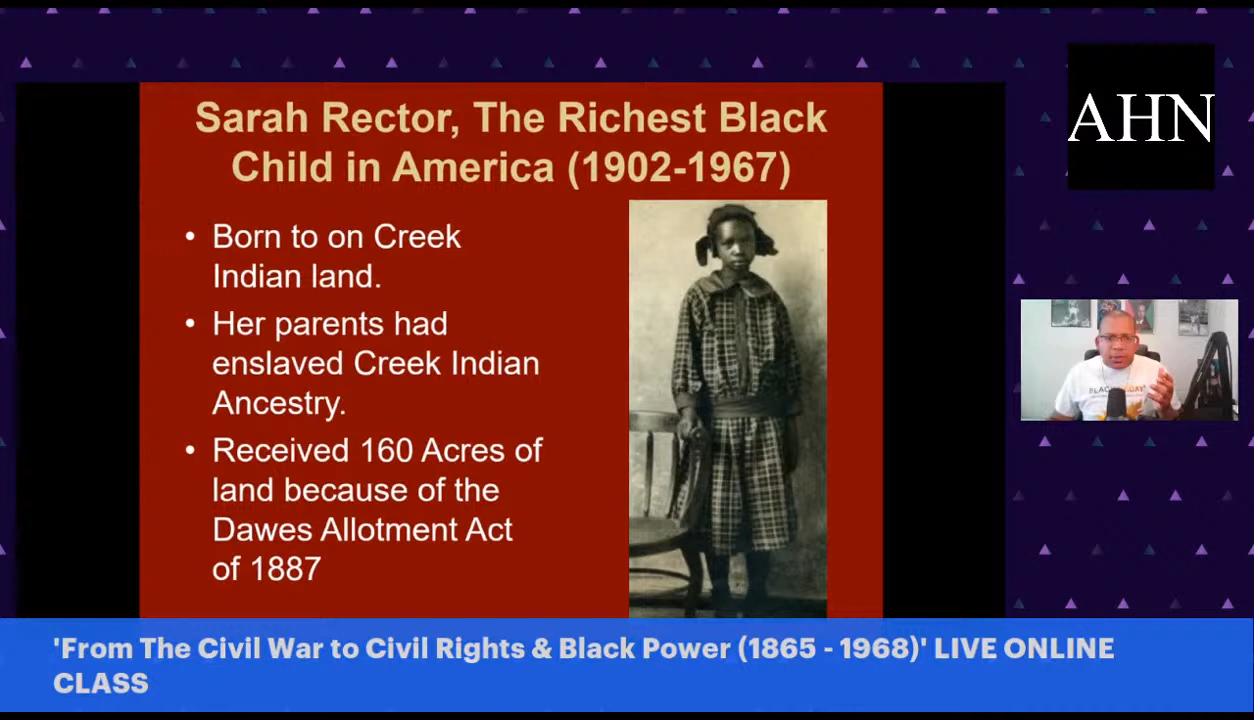 Sarah Rector, The Richest Black
Child in America (1902-1967)
AHN
• Born to on Creek
Indian land.
• Her parents had
enslaved Creek Indian
Ancestry.
• Received 160 Acres of
land because of the
Dawes Allotment Act
of 1887
'From The Civil War to Civil Rights & Black Power (1865 - 1968)' LIVE ONLINE
CLASS